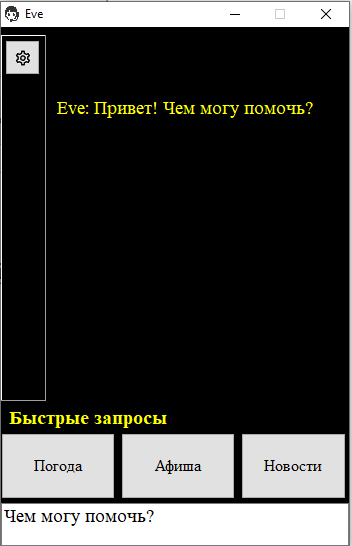 Eve
Eve: Привет! Чем могу помочь?
Быстрые запросы
Погода
Афиша
Новости
Чем могу помочь?